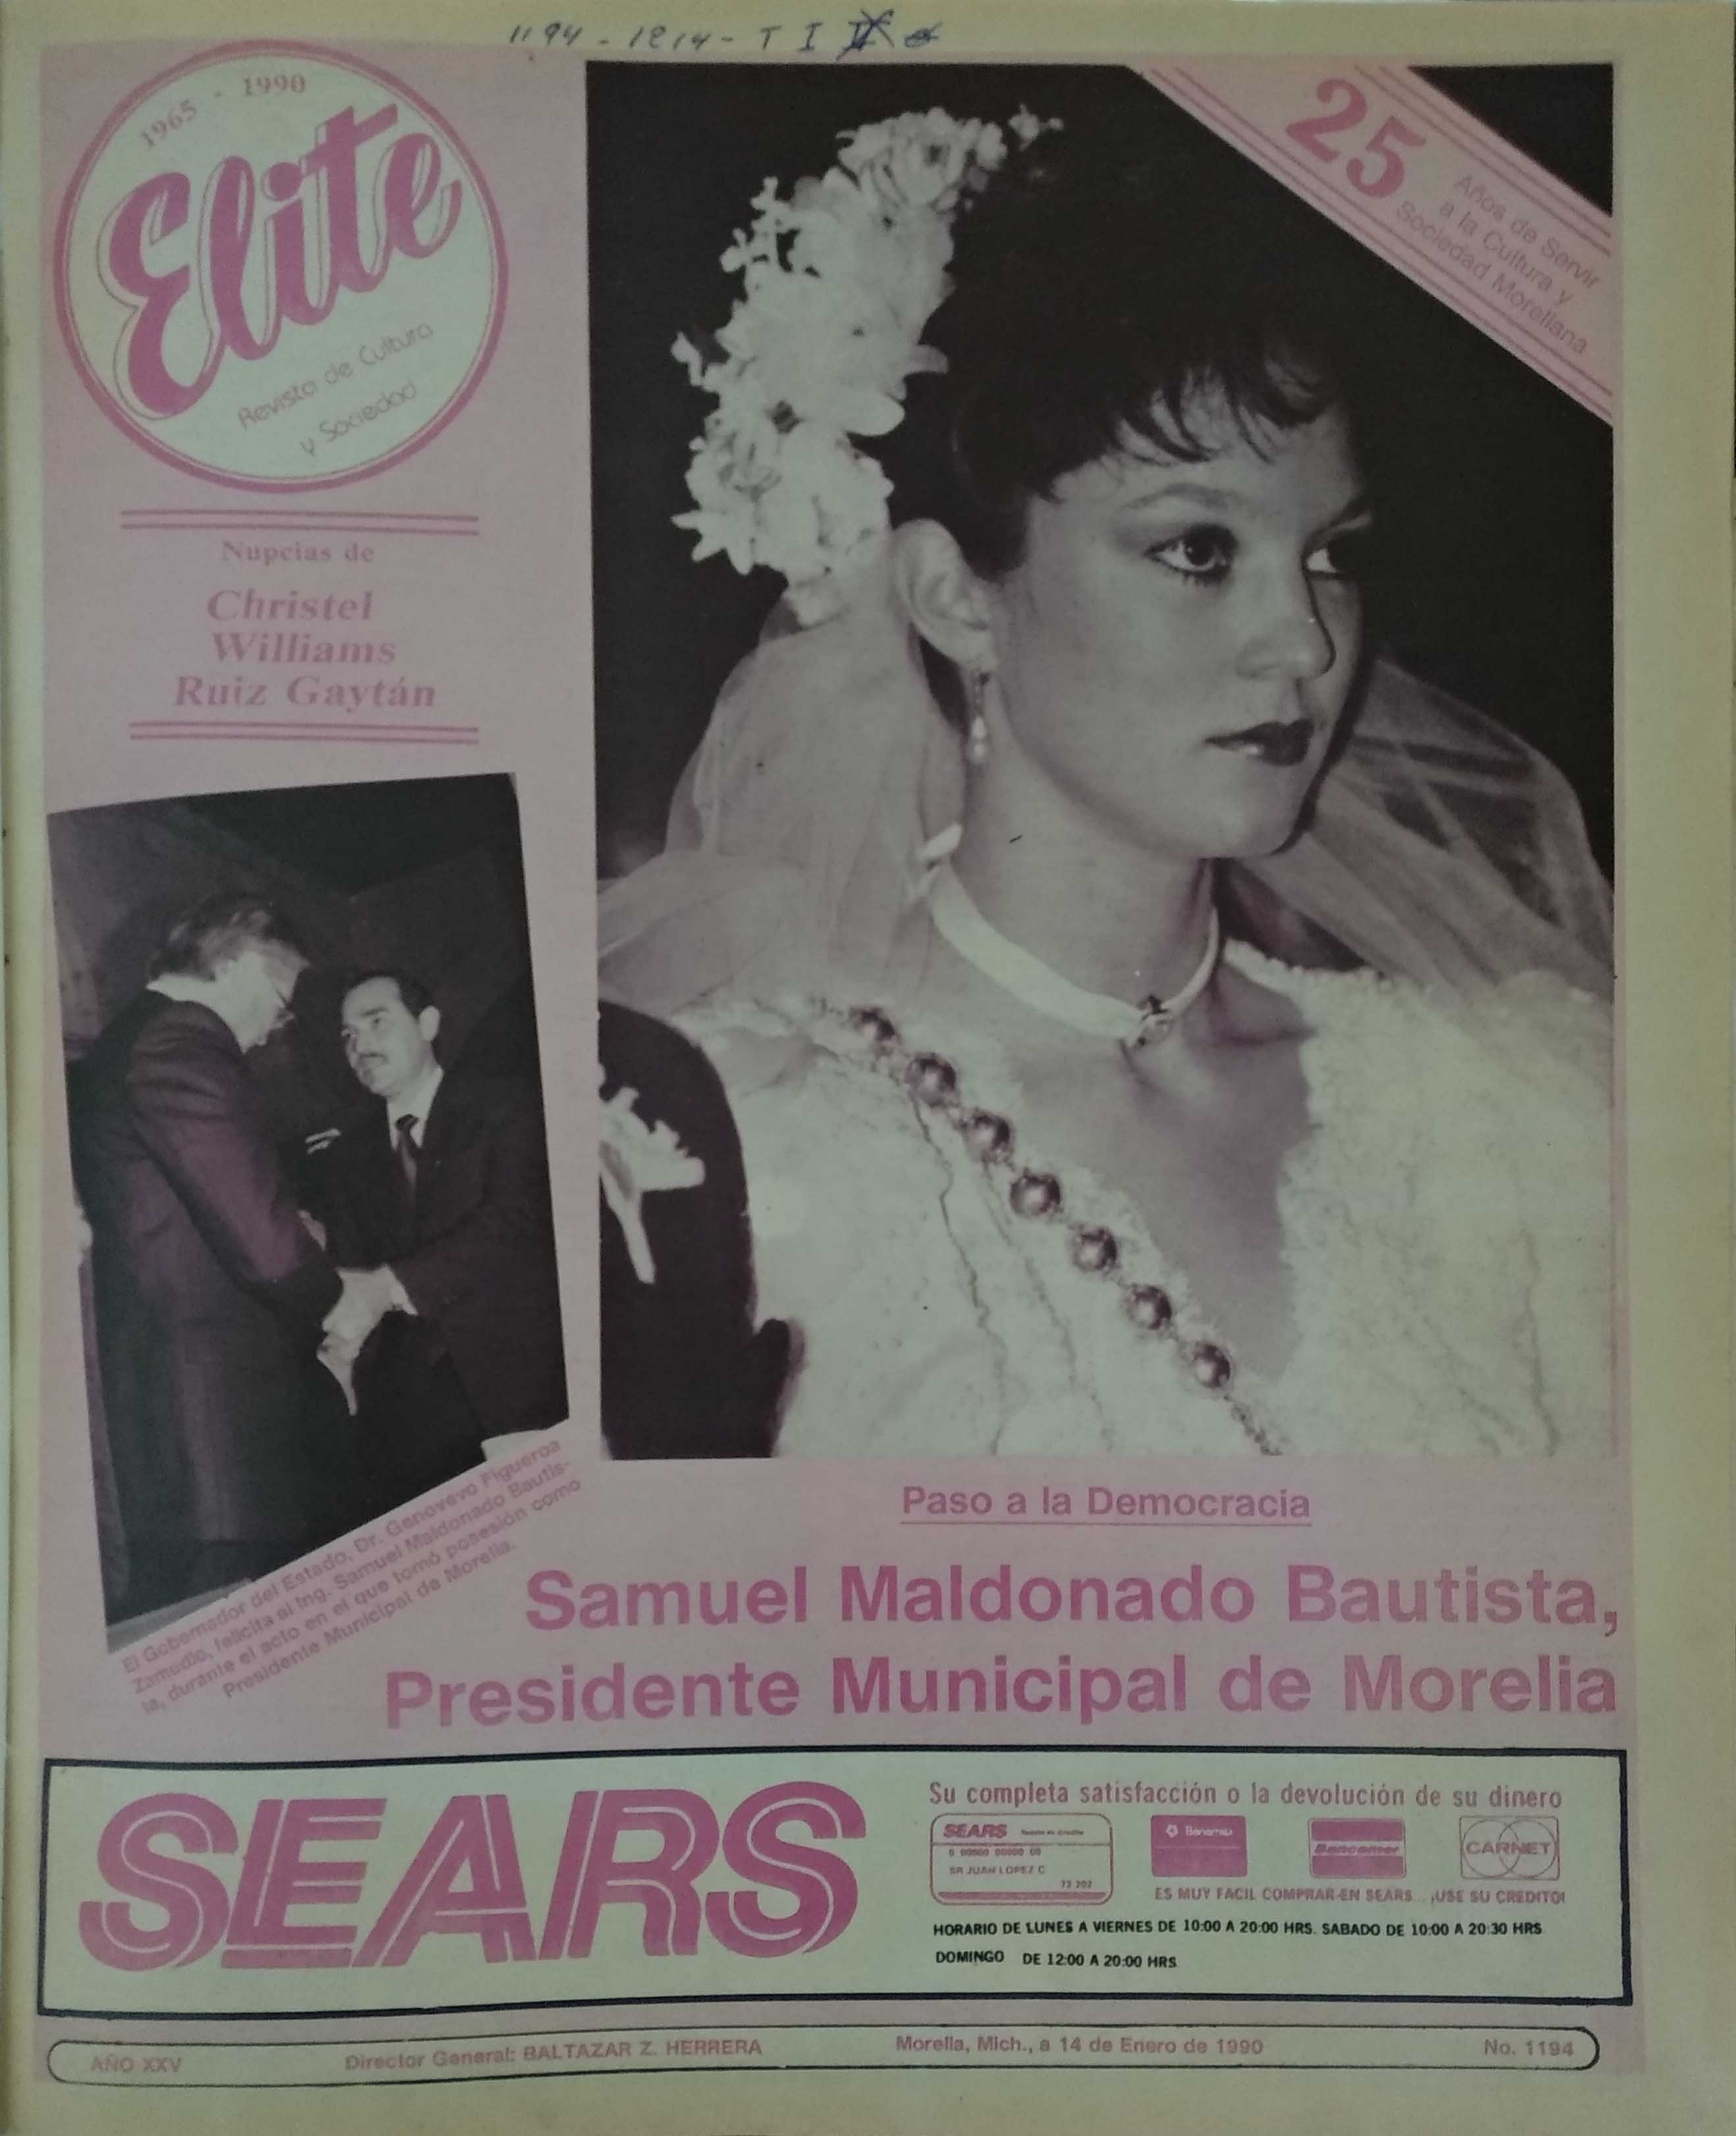 1194 - 1214 - T I
1965 - 1990
Elite
Revista de Cultura
y Sociedad
25
Años de Servir
a la Cultura y
Sociedad Moreliana
Nupcias de
Christel
Williams
Ruiz Gaytán
El Gobernador del Estado, Dr. Genovevo Figueroa
Zamudio, felicita al Ing. Samuel Maldonado Bautis-
ta, durante el acto en el que tomó posesión como
Presidente Municipal de Morelia.
Paso a la Democracia
Samuel Maldonado Bautista,
Presidente Municipal de Morelia
SEARS
Su completa satisfacción o la devolución de su dinero
SEARS
0 00000 00000 00
SR JUAN LOPEZ C
72 202
Banamex
Bancomer
CARNET
ES MUY FACIL COMPRAR EN SEARS... ¡USE SU CREDITO!
HORARIO DE LUNES A VIERNES DE 10:00 A 20:00 HRS. SABADO DE 10:00 A 20:30 HRS
DOMINGO DE 12:00 A 20:00 HRS
AÑO XXV
Director General: BALTAZAR Z. HERRERA
Morelia, Mich., a 14 de Enero de 1990
No. 1194